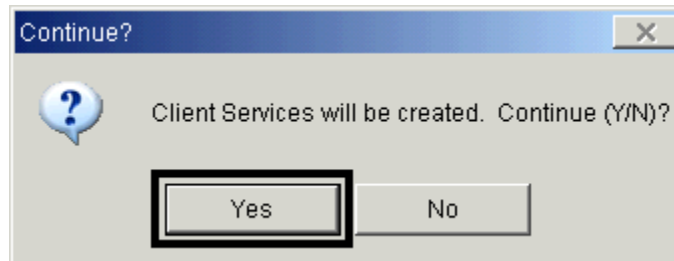 Continue?
Client Services will be created.  Continue (Y/N)?
Yes No